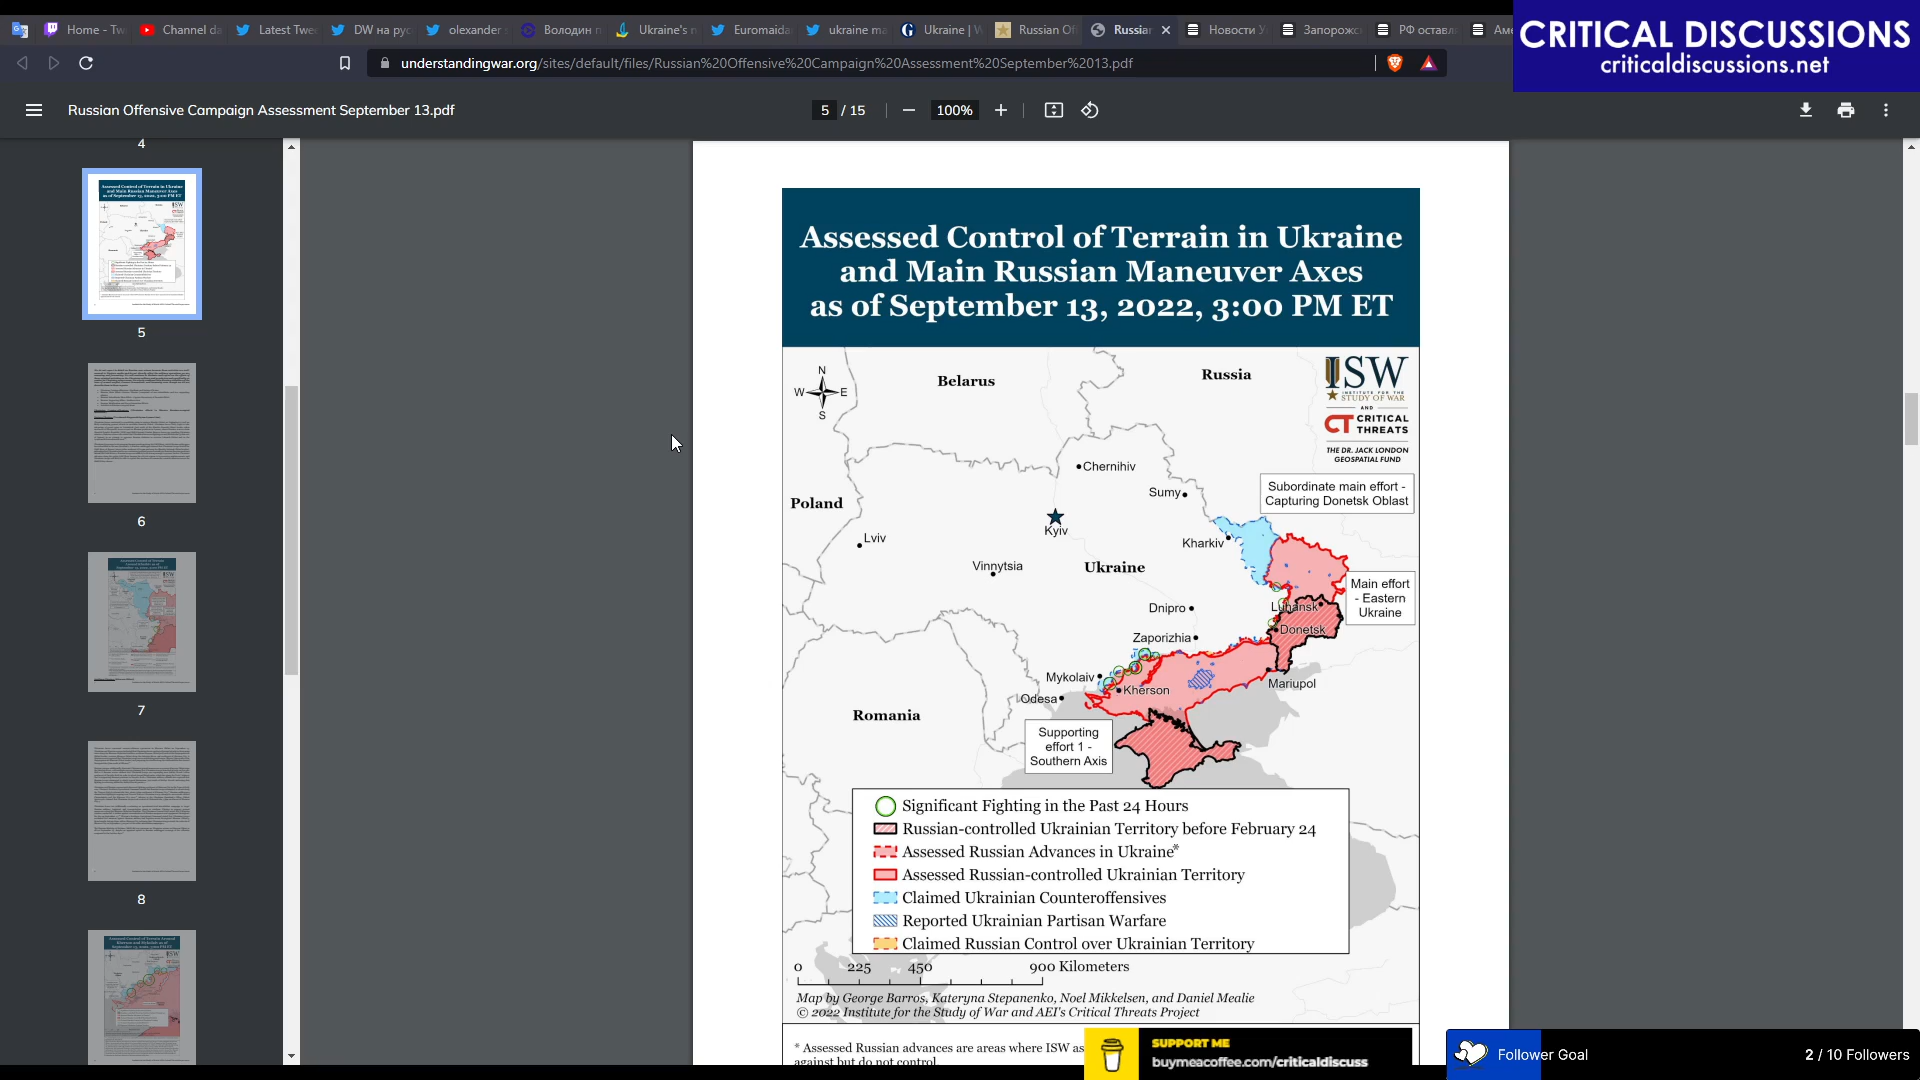 Home - Tw
Channel da
Latest Twe
DW на рус
olexander s
Володин п
Ukraine's n
Euromaida
ukraine ma
Ukraine | W
Russian Of
Russia
Новости У
Запорожс
РФ оставл
Аме
CRITICAL DISCUSSIONS
criticaldiscussions.net
understandingwar.org/sites/default/files/Russian%20Offensive%20Campaign%20Assessment%20September%2013.pdf
Russian Offensive Campaign Assessment September 13.pdf
5 / 15
100%
4
5
6
7
8
Assessed Control of Terrain in Ukraine
and Main Russian Maneuver Axes
as of September 13, 2022, 3:00 PM ET
N
W E
S
Belarus
Russia
ISW
INSTITUTE FOR THE
STUDY OF WAR
AND
CT CRITICAL
THREATS
THE DR. JACK LONDON
GEOSPATIAL FUND
Chernihiv
Subordinate main effort -
Capturing Donetsk Oblast
Sumy
Poland
Kyiv
Lviv
Kharkiv
Vinnytsia
Ukraine
Main effort
- Eastern
Ukraine
Dnipro
Luhansk
Donetsk
Zaporizhia
Mykolaiv
Mariupol
Kherson
Odesa
Romania
Supporting
effort 1 -
Southern Axis
Significant Fighting in the Past 24 Hours
Russian-controlled Ukrainian Territory before February 24
Assessed Russian Advances in Ukraine*
Assessed Russian-controlled Ukrainian Territory
Claimed Ukrainian Counteroffensives
Reported Ukrainian Partisan Warfare
Claimed Russian Control over Ukrainian Territory
0 225 450 900 Kilometers
Map by George Barros, Kateryna Stepanenko, Noel Mikkelsen, and Daniel Mealie
© 2022 Institute for the Study of War and AEI's Critical Threats Project
* Assessed Russian advances are areas where ISW as
against but do not control.
SUPPORT ME
buymeacoffee.com/criticaldiscuss
Follower Goal
2 / 10 Followers